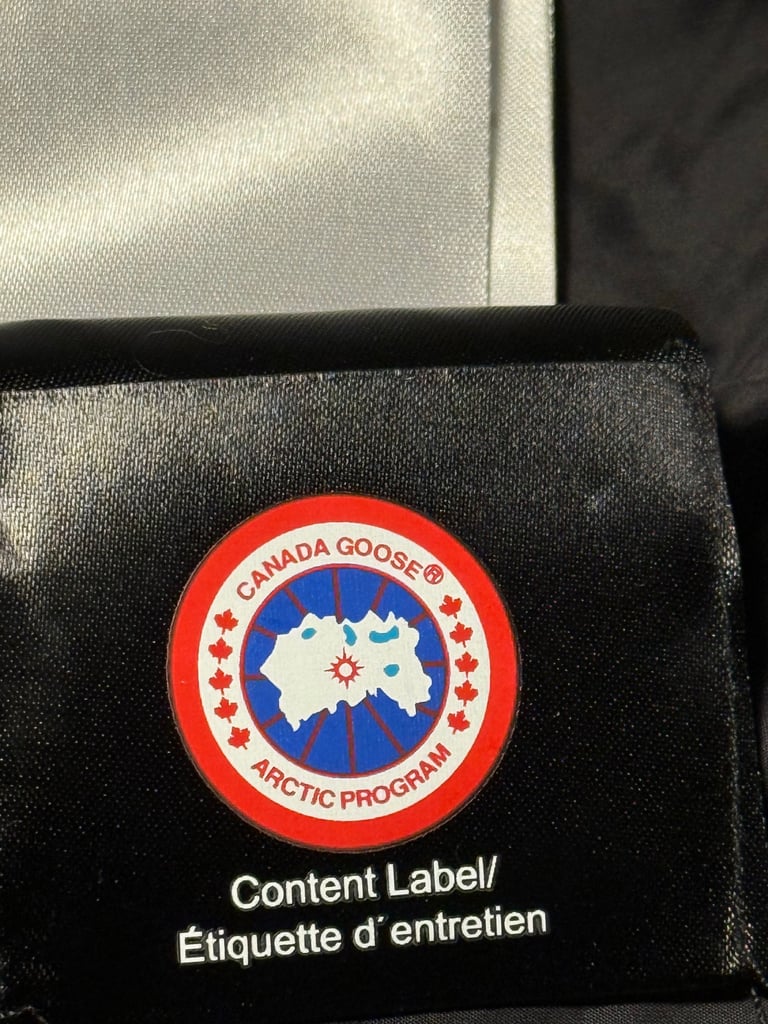 CANADA GOOSE®
ARCTIC PROGRAM
Content Label/
Étiquette d´entretien